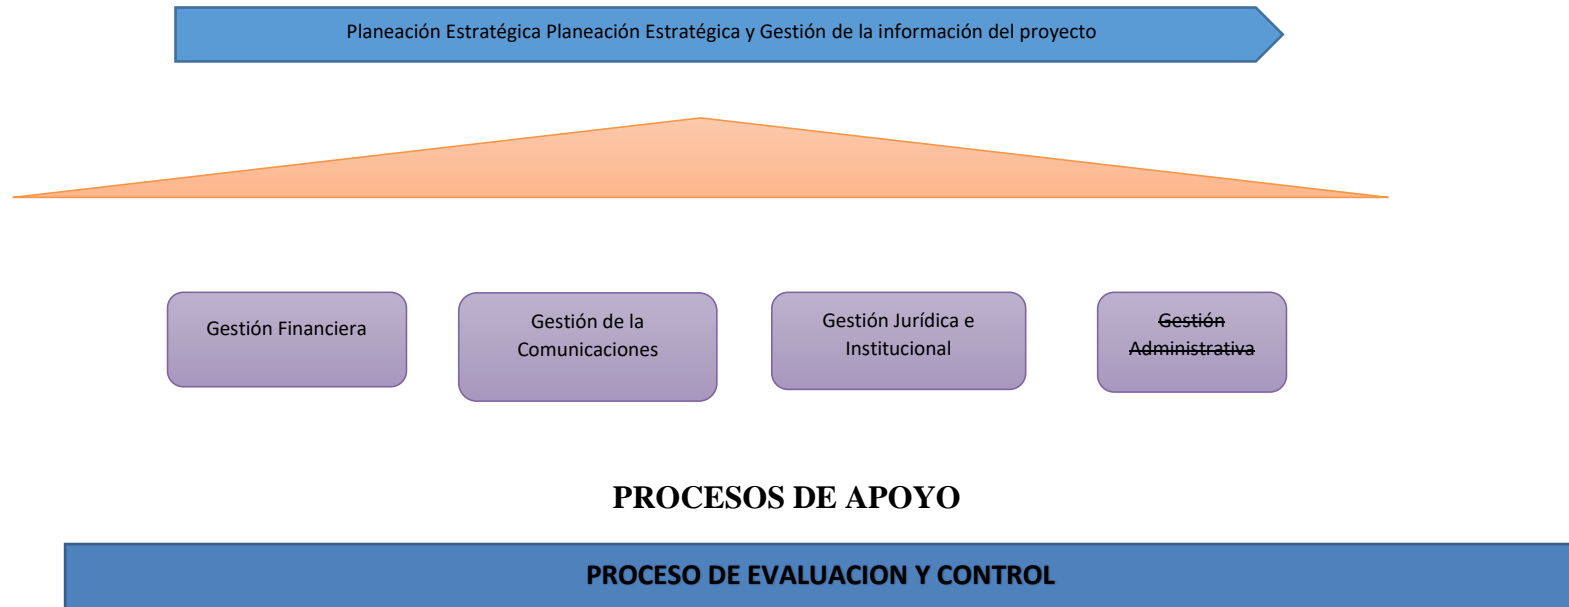 Planeación Estratégica Planeación Estratégica y Gestión de la información del proyecto
Gestión Financiera
Gestión de la
Comunicaciones
Gestión Jurídica e
Institucional
Gestión
Administrativa
PROCESOS DE APOYO
PROCESO DE EVALUACION Y CONTROL